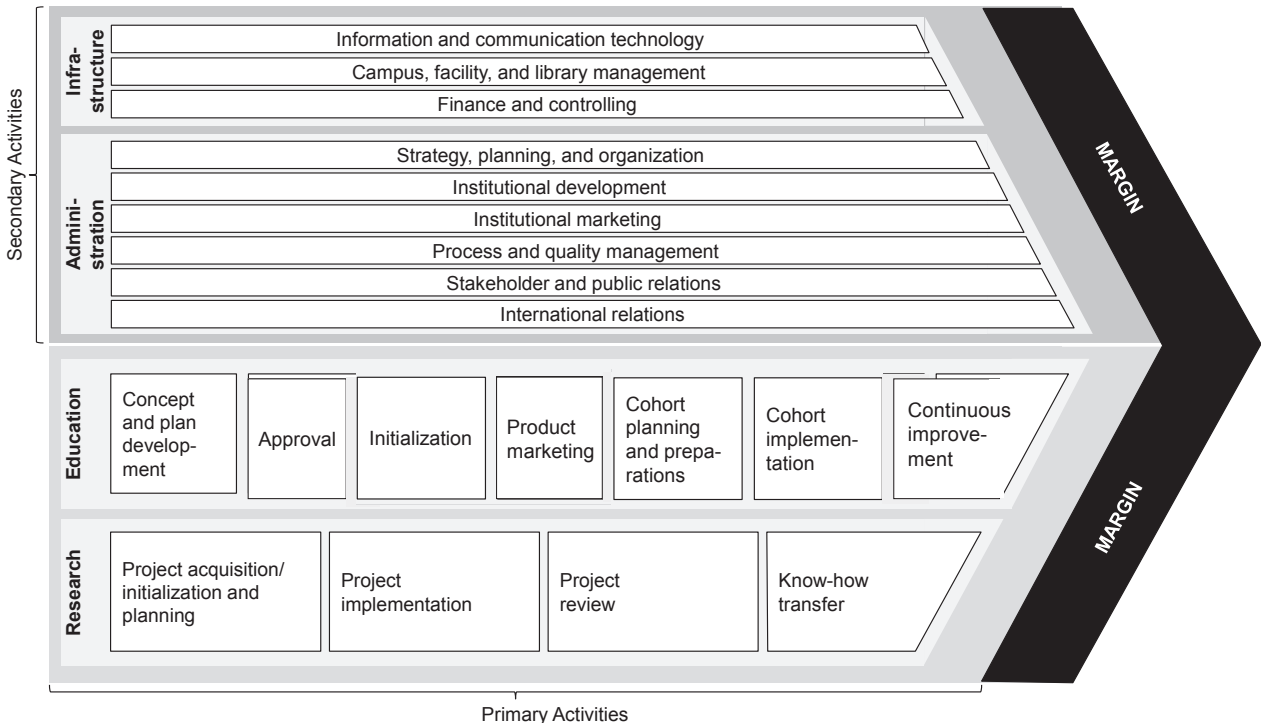 Secondary Activities
Infra-
structure
Information and communication technology
Campus, facility, and library management
Finance and controlling
Admini-
stration
Strategy, planning, and organization
Institutional development
Institutional marketing
Process and quality management
Stakeholder and public relations
International relations
MARGIN
Education
Concept
and plan
develop-
ment
Approval
Initialization
Product
marketing
Cohort
planning
and prepa-
rations
Cohort
implemen-
tation
Continuous
improve-
ment
MARGIN
Research
Project acquisition/
initialization and
planning
Project
implementation
Project
review
Know-how
transfer
Primary Activities